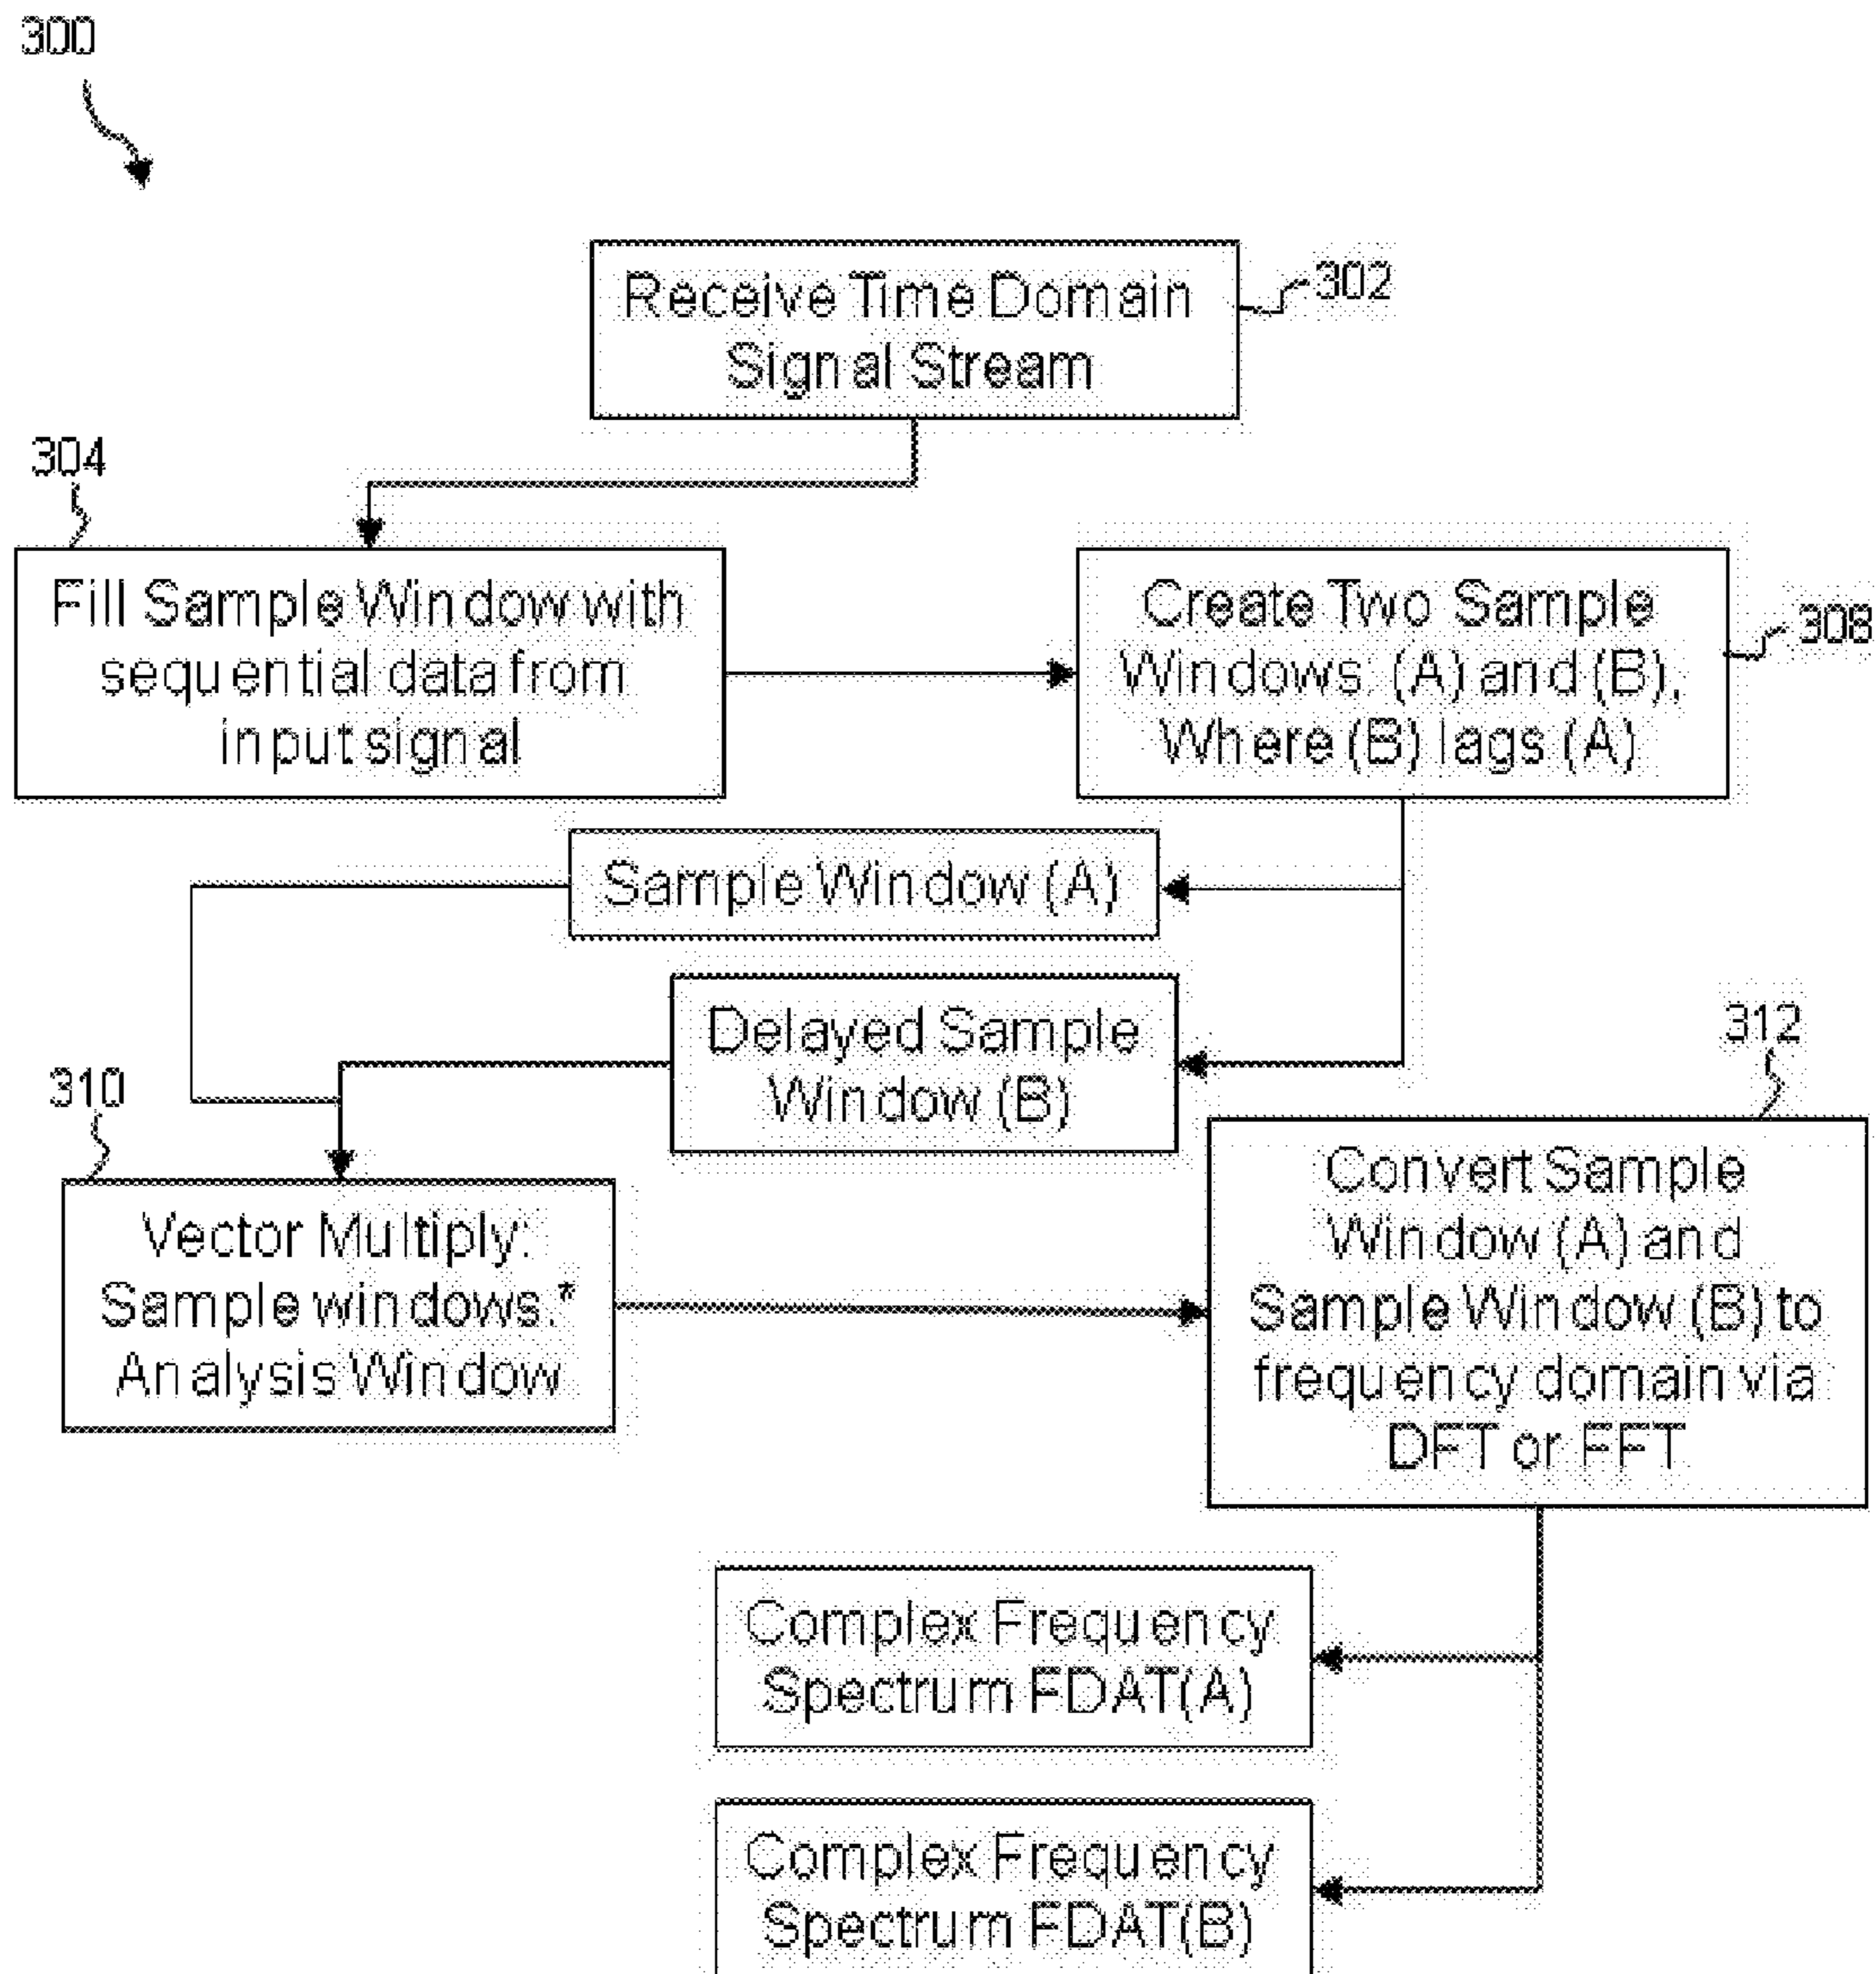 300
Receive Time Domain
Signal Stream
302
304
Fill Sample Window with
sequential data from
input signal
Create Two Sample
Windows: (A) and (B),
Where (B) lags (A)
308
Sample Window (A)
Delayed Sample
Window (B)
310
312
Vector Multiply:
Sample windows.*
Analysis Window
Convert Sample
Window (A) and
Sample Window (B) to
frequency domain via
DFT or FFT
Complex Frequency
Spectrum FDAT(A)
Complex Frequency
Spectrum FDAT(B)